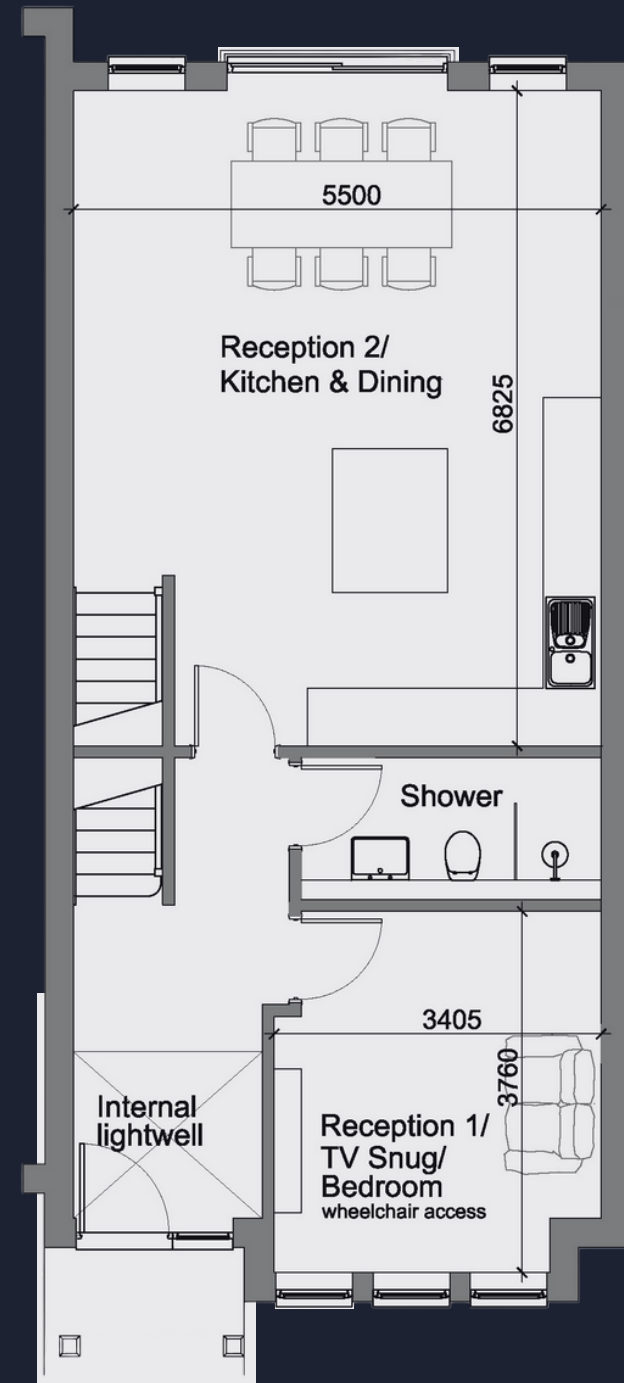 5500
Reception 2/
Kitchen & Dining
6825
Shower
3405
3760
Internal
lightwell
Reception 1/
TV Snug/
Bedroom
wheelchair access